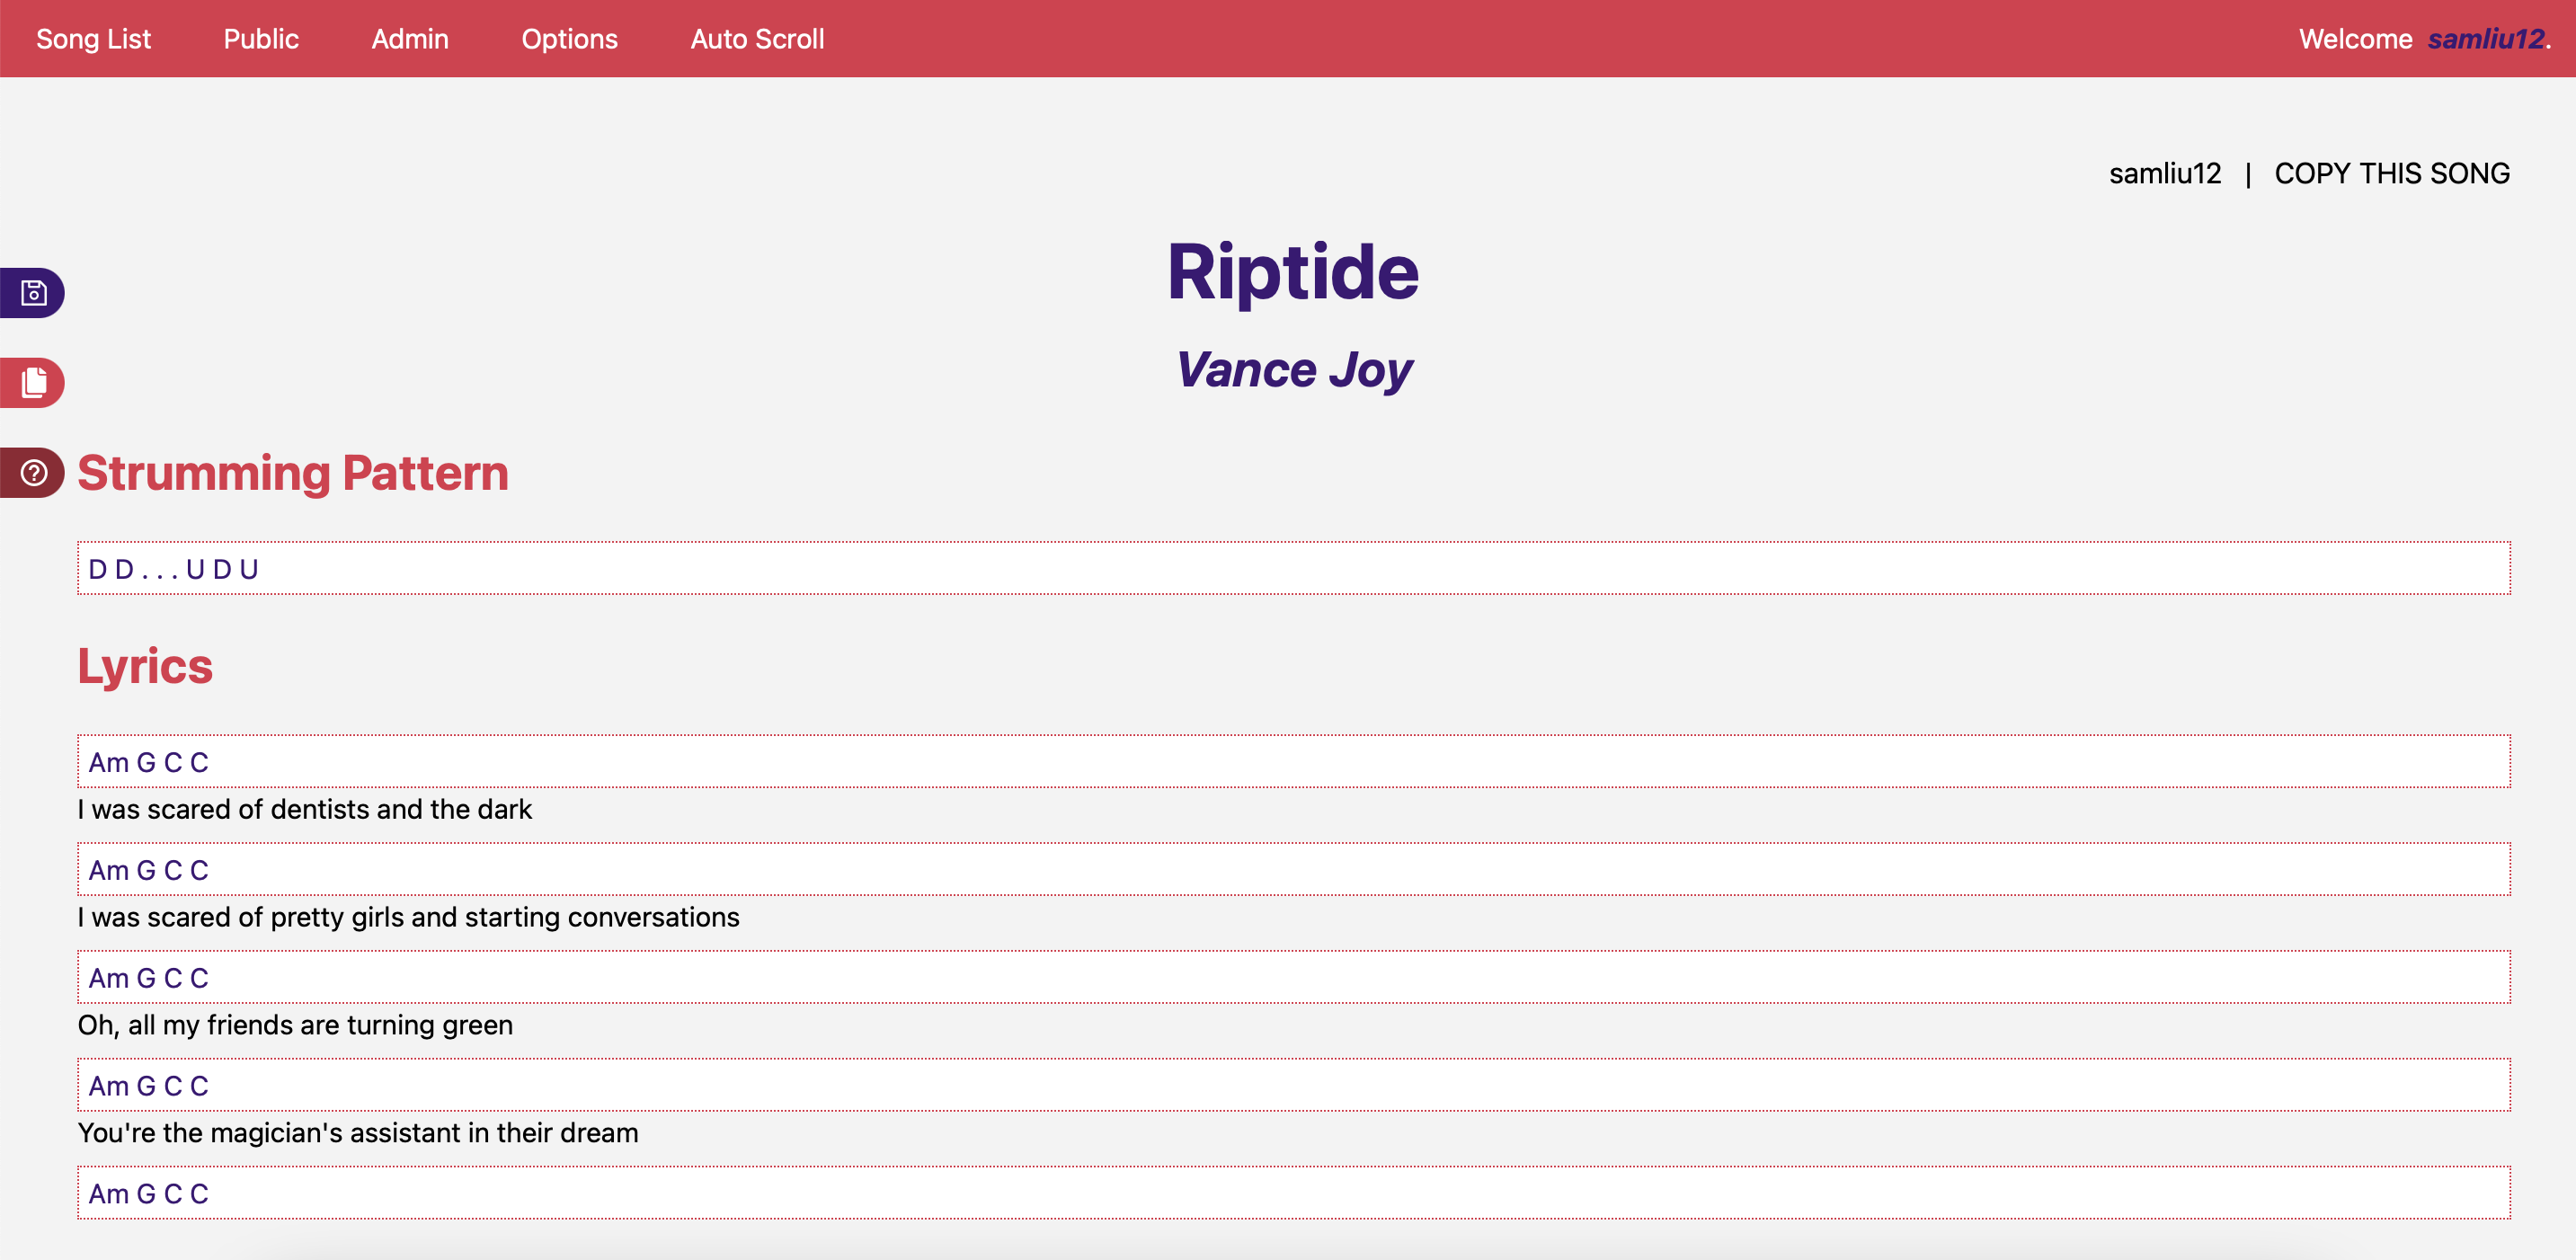 Song List Public Admin Options Auto Scroll Welcome samliu12.
samliu12 | COPY THIS SONG
Riptide
Vance Joy
Strumming Pattern
D D . . . U D U
Lyrics
Am G C C
I was scared of dentists and the dark
Am G C C
I was scared of pretty girls and starting conversations
Am G C C
Oh, all my friends are turning green
Am G C C
You're the magician's assistant in their dream
Am G C C